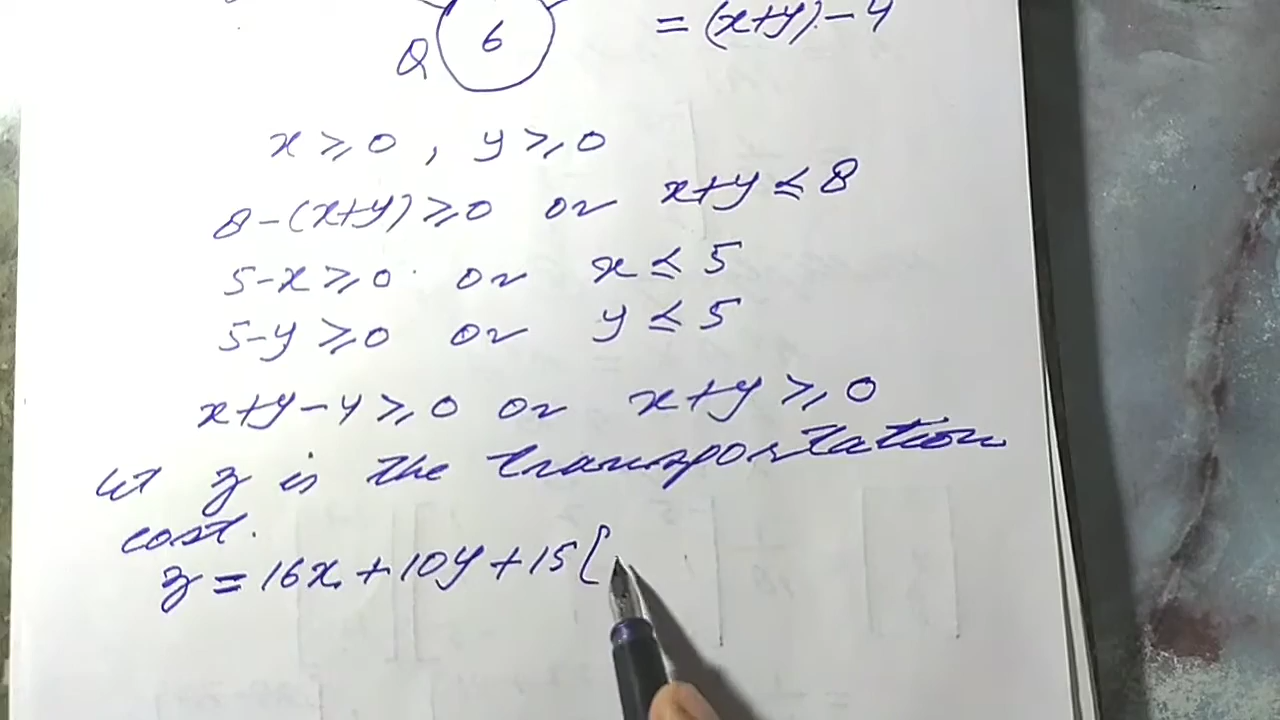 = (x+y) - 4
Q 6
x ≥ 0 , y ≥ 0
8-(x+y) ≥ 0 or x+y ≤ 8
5-x ≥ 0 or x ≤ 5
5-y ≥ 0 or y ≤ 5
x+y-4 ≥ 0 or x+y ≥ 0
Let z is the transportation
cost.
z = 16x + 10y + 15 [